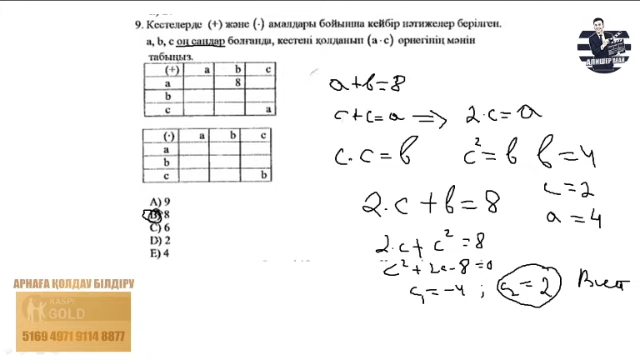 9. Кестелерде (+) және (·) амалдары бойынша кейбір нәтижелер берілген.
a, b, c оң сандар болғанда, кестені қолданып (a · c) өрнегінің мәнін
табыңыз.
(+) a b c
a 8
b
c a
(·) a b c
a
b
c b
A) 9
B) 8
C) 6
D) 2
E) 4
a+b=8
c+c=a ⟹ 2·c=a
c·c=b c²=b b=4
c=2
2·c+b=8 a=4
2·c+c²=8
c²+2c-8=0
c₁=-4; c₂=2
АРНАҒА ҚОЛДАУ БІЛДІРУ
KASPI
GOLD
5169 4971 9114 8877